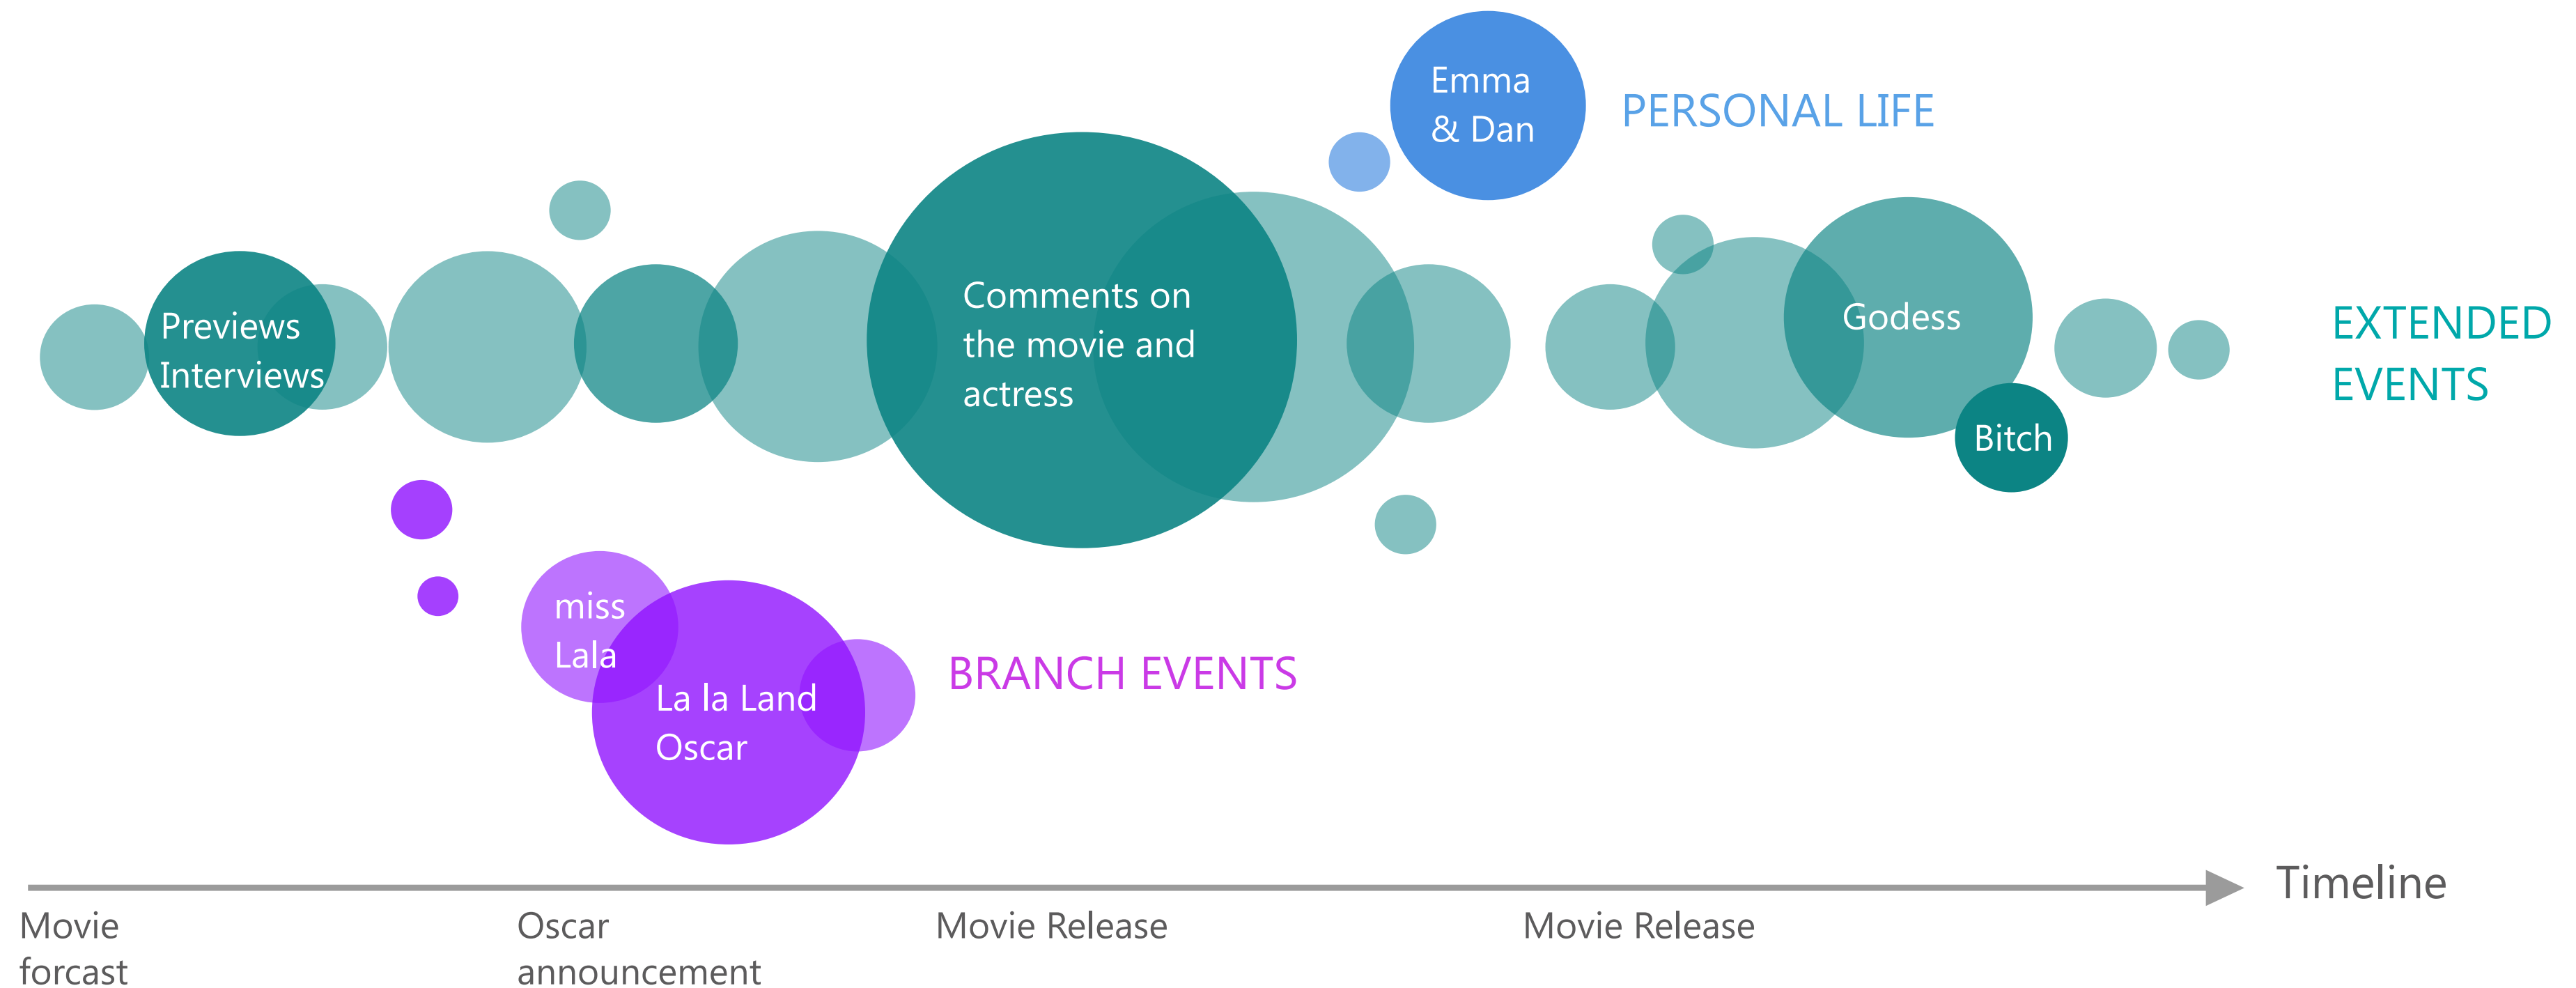 Emma
& Dan
PERSONAL LIFE
Previews
Interviews
Comments on
the movie and
actress
Godess
Bitch
EXTENDED
EVENTS
miss
Lala
La la Land
Oscar
BRANCH EVENTS
Timeline
Movie
forcast
Oscar
announcement
Movie Release
Movie Release